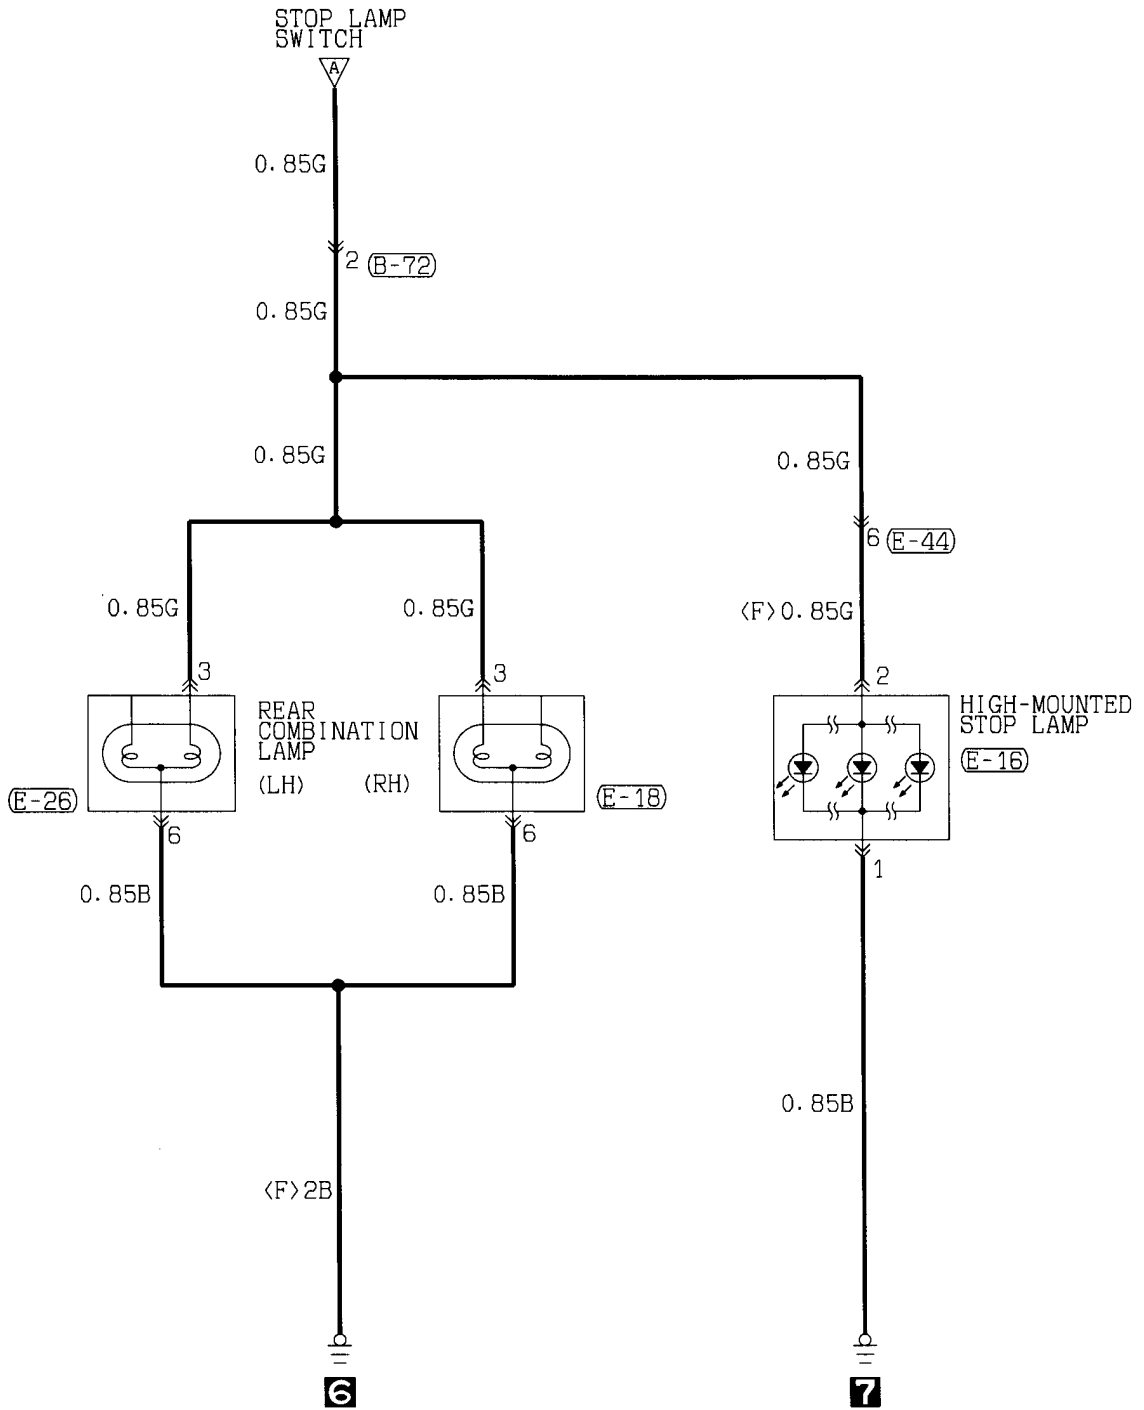 STOP LAMP
SWITCH
A
0.85G
2 (B-72)
0.85G
0.85G
0.85G
6 (E-44)
0.85G
0.85G
<F>0.85G
3
3
2
REAR
COMBINATION
LAMP
(LH)
(RH)
HIGH-MOUNTED
STOP LAMP
(E-16)
(E-26)
(E-18)
6
6
1
0.85B
0.85B
0.85B
<F>2B
6
7